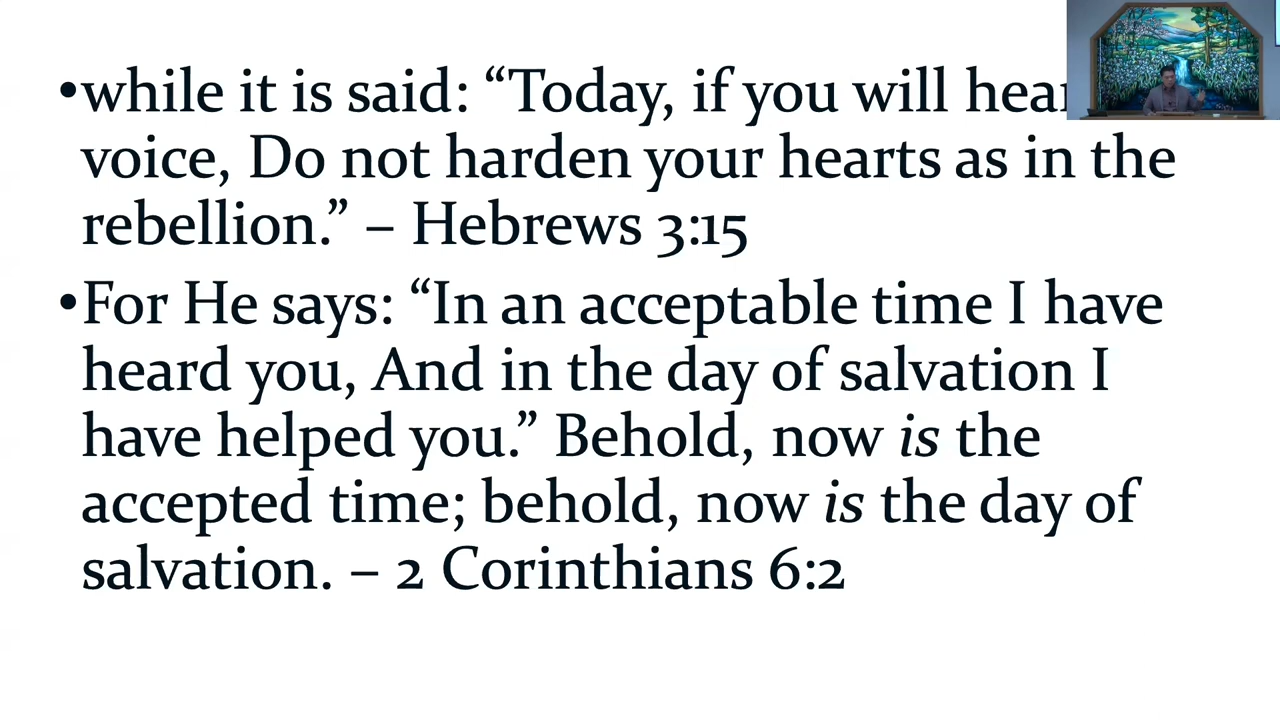 •while it is said: “Today, if you will hear
voice, Do not harden your hearts as in the
rebellion.” – Hebrews 3:15
•For He says: “In an acceptable time I have
heard you, And in the day of salvation I
have helped you.” Behold, now is the
accepted time; behold, now is the day of
salvation. – 2 Corinthians 6:2